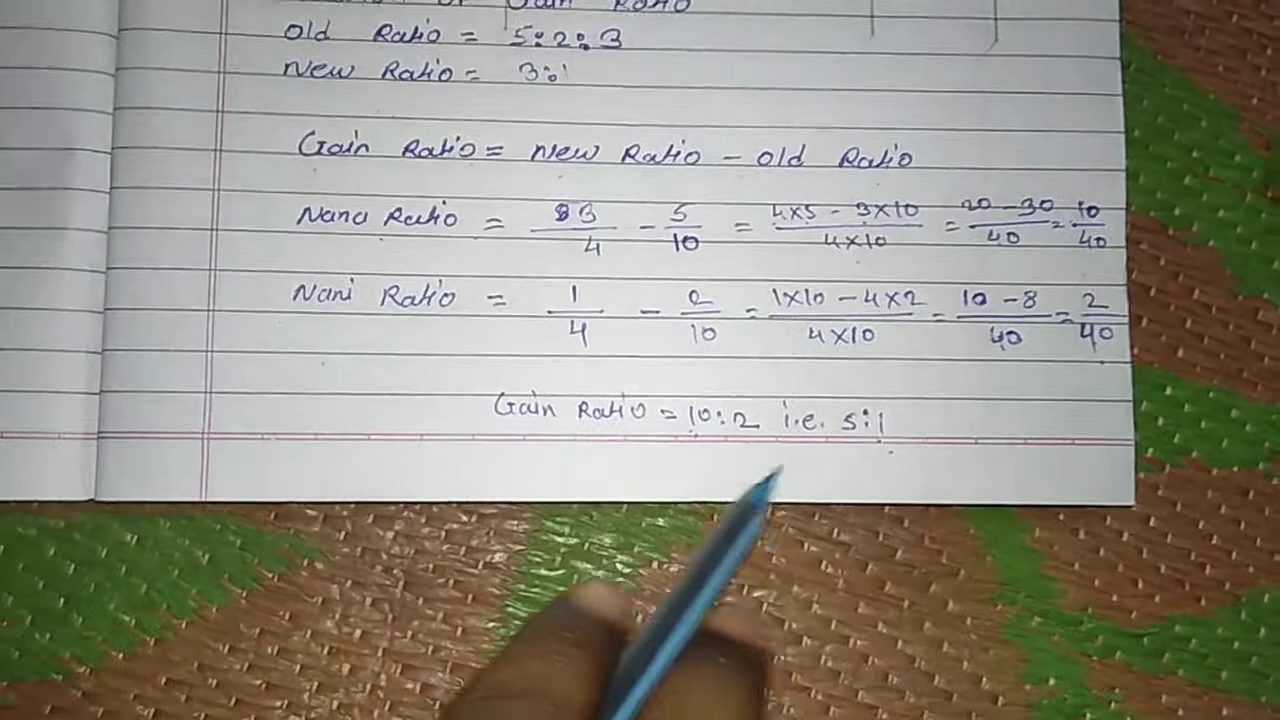 Gain Ratio
Old Ratio = 5:2:3
New Ratio = 3:1
Gain Ratio = New Ratio - old Ratio
Nana Ratio = 3/4 - 5/10 = 4x5 - 3x10/4x10 = 20-30/40 = 10/40
Nani Ratio = 1/4 - 2/10 = 1x10 - 4x2/4x10 = 10-8/40 = 2/40
Gain Ratio = 10:2 i.e. 5:1